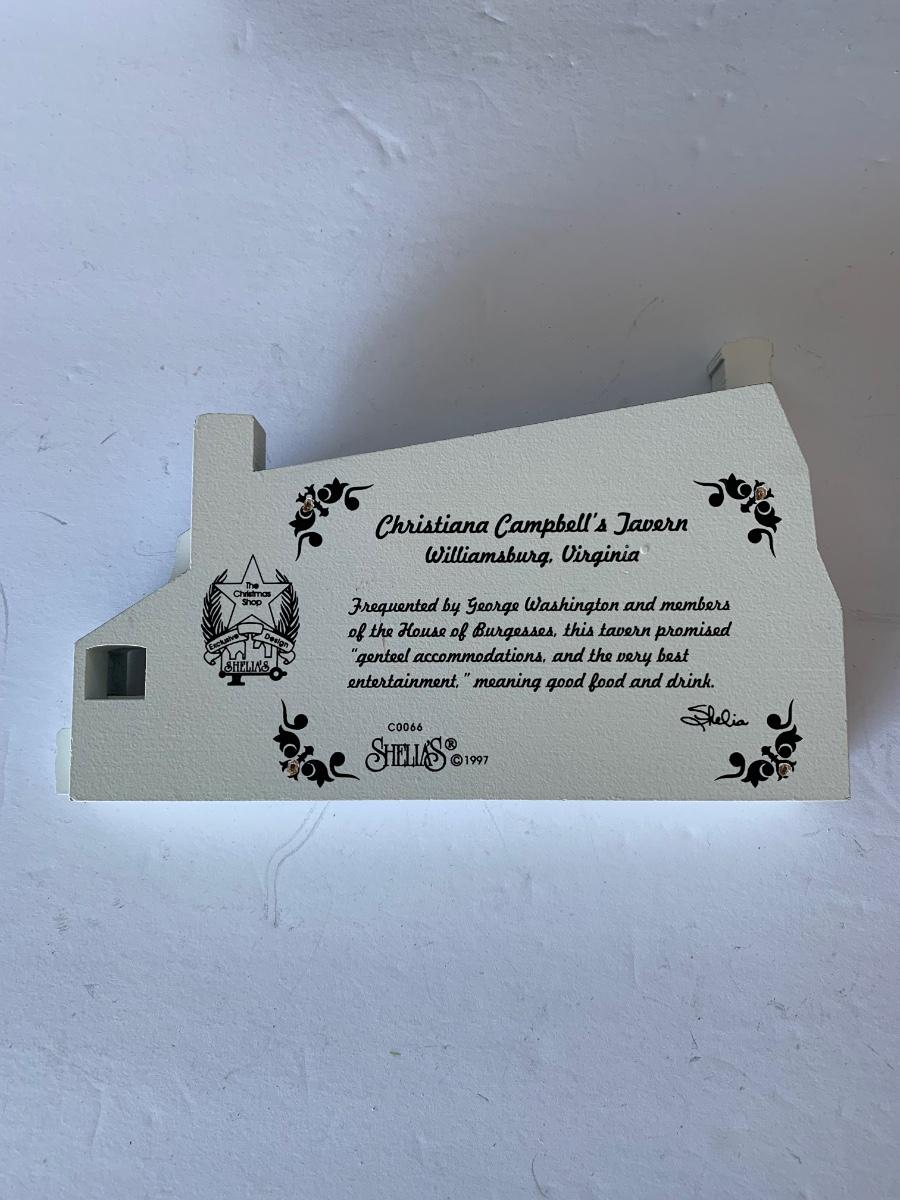 Christiana Campbell's Tavern
Williamsburg, Virginia
The
Christmas
Shop
Exclusive Design
SHELIA'S
Frequented by George Washington and members
of the House of Burgesses, this tavern promised
"genteel accommodations, and the very best
entertainment," meaning good food and drink.
Shelia
C0066
SHELIA'S® ©1997